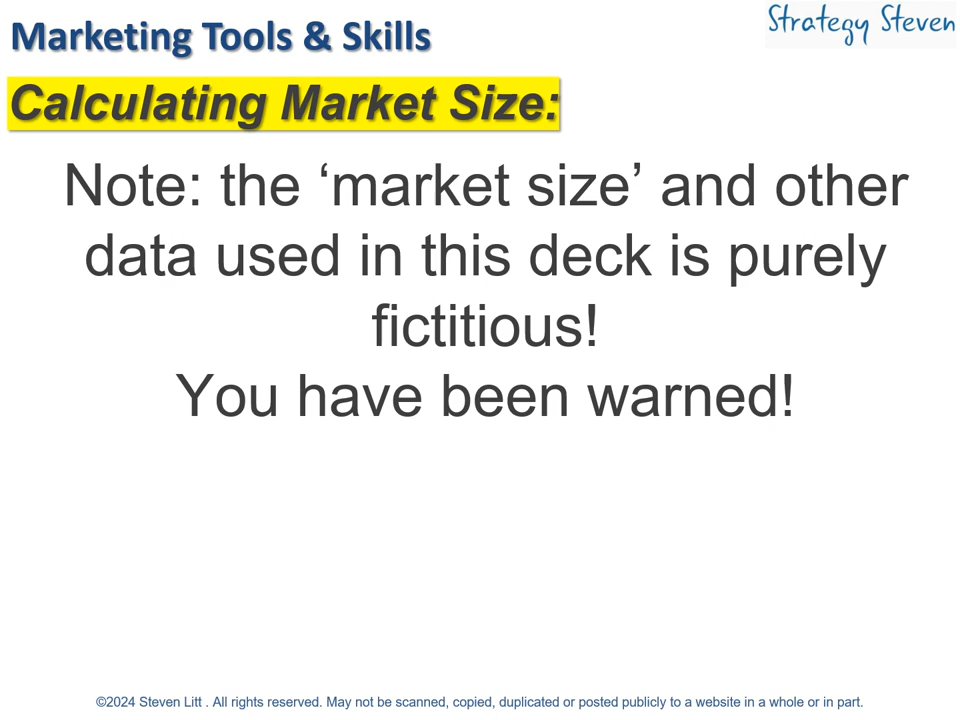 Marketing Tools & Skills
Strategy Steven
Calculating Market Size:
Note: the ‘market size’ and other
data used in this deck is purely
fictitious!
You have been warned!
©2024 Steven Litt . All rights reserved. May not be scanned, copied, duplicated or posted publicly to a website in a whole or in part.